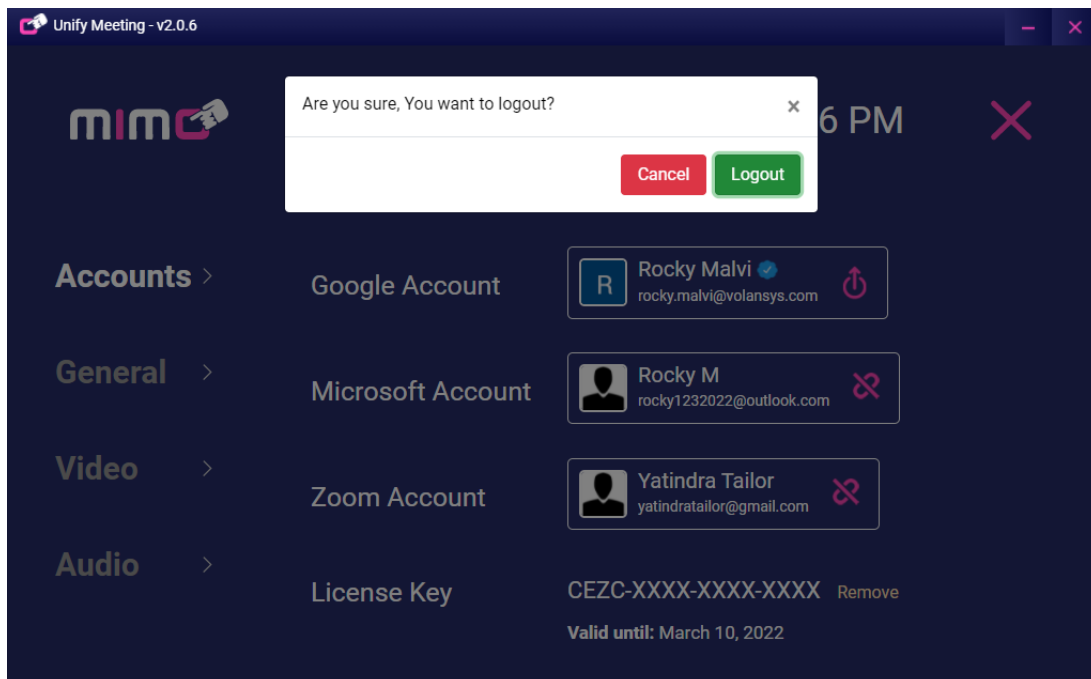 Unify Meeting - v2.0.6
mimo
Are you sure, You want to logout?
6 PM
Cancel
Logout
Accounts
Google Account
R
Rocky Malvi
rocky.malvi@volansys.com
General
Microsoft Account
Rocky M
rocky1232022@outlook.com
Video
Zoom Account
Yatindra Tailor
yatindratailor@gmail.com
Audio
License Key
CEZC-XXXX-XXXX-XXXX Remove
Valid until: March 10, 2022